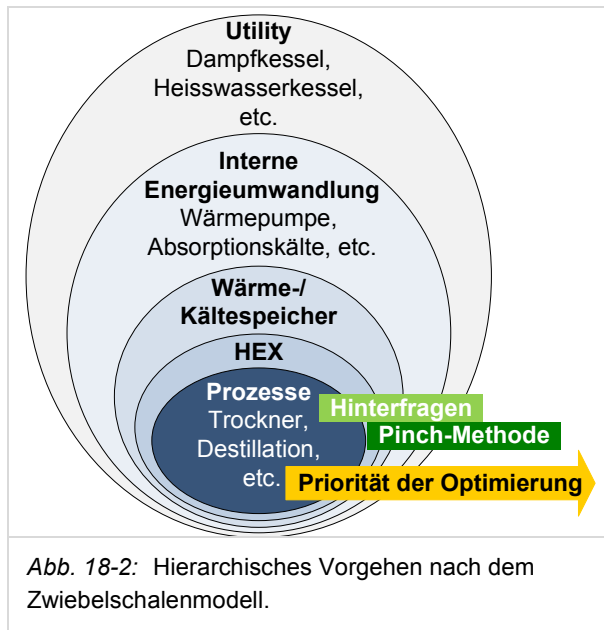 Utility
Dampfkessel,
Heisswasserkessel,
etc.
Interne
Energieumwandlung
Wärmepumpe,
Absorptionskälte, etc.
Wärme-/
Kältespeicher
HEX
Prozesse
Trockner,
Destillation,
etc.
Hinterfragen
Pinch-Methode
Priorität der Optimierung
Abb. 18-2: Hierarchisches Vorgehen nach dem
Zwiebelschalenmodell.